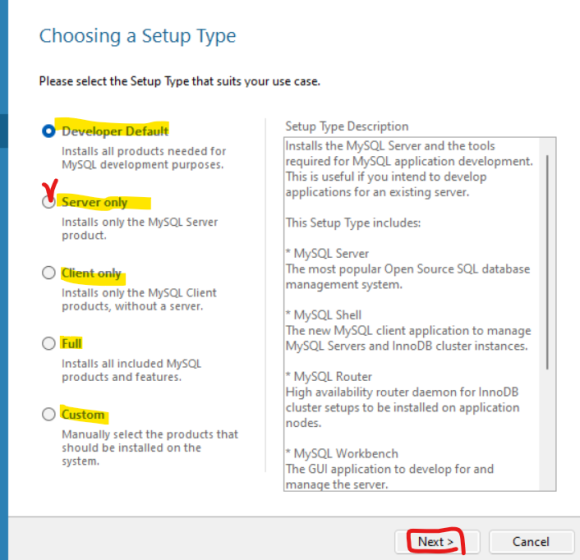 Choosing a Setup Type
Please select the Setup Type that suits your use case.
Developer Default
Installs all products needed for
MySQL development purposes.
Server only
Installs only the MySQL Server
product.
Client only
Installs only the MySQL Client
products, without a server.
Full
Installs all included MySQL
products and features.
Custom
Manually select the products that
should be installed on the
system.
Setup Type Description
Installs the MySQL Server and the tools
required for MySQL application development.
This is useful if you intend to develop
applications for an existing server.
This Setup Type includes:
* MySQL Server
The most popular Open Source SQL database
management system.
* MySQL Shell
The new MySQL client application to manage
MySQL Servers and InnoDB cluster instances.
* MySQL Router
High availability router daemon for InnoDB
cluster setups to be installed on application
nodes.
* MySQL Workbench
The GUI application to develop for and
manage the server.
Next >
Cancel